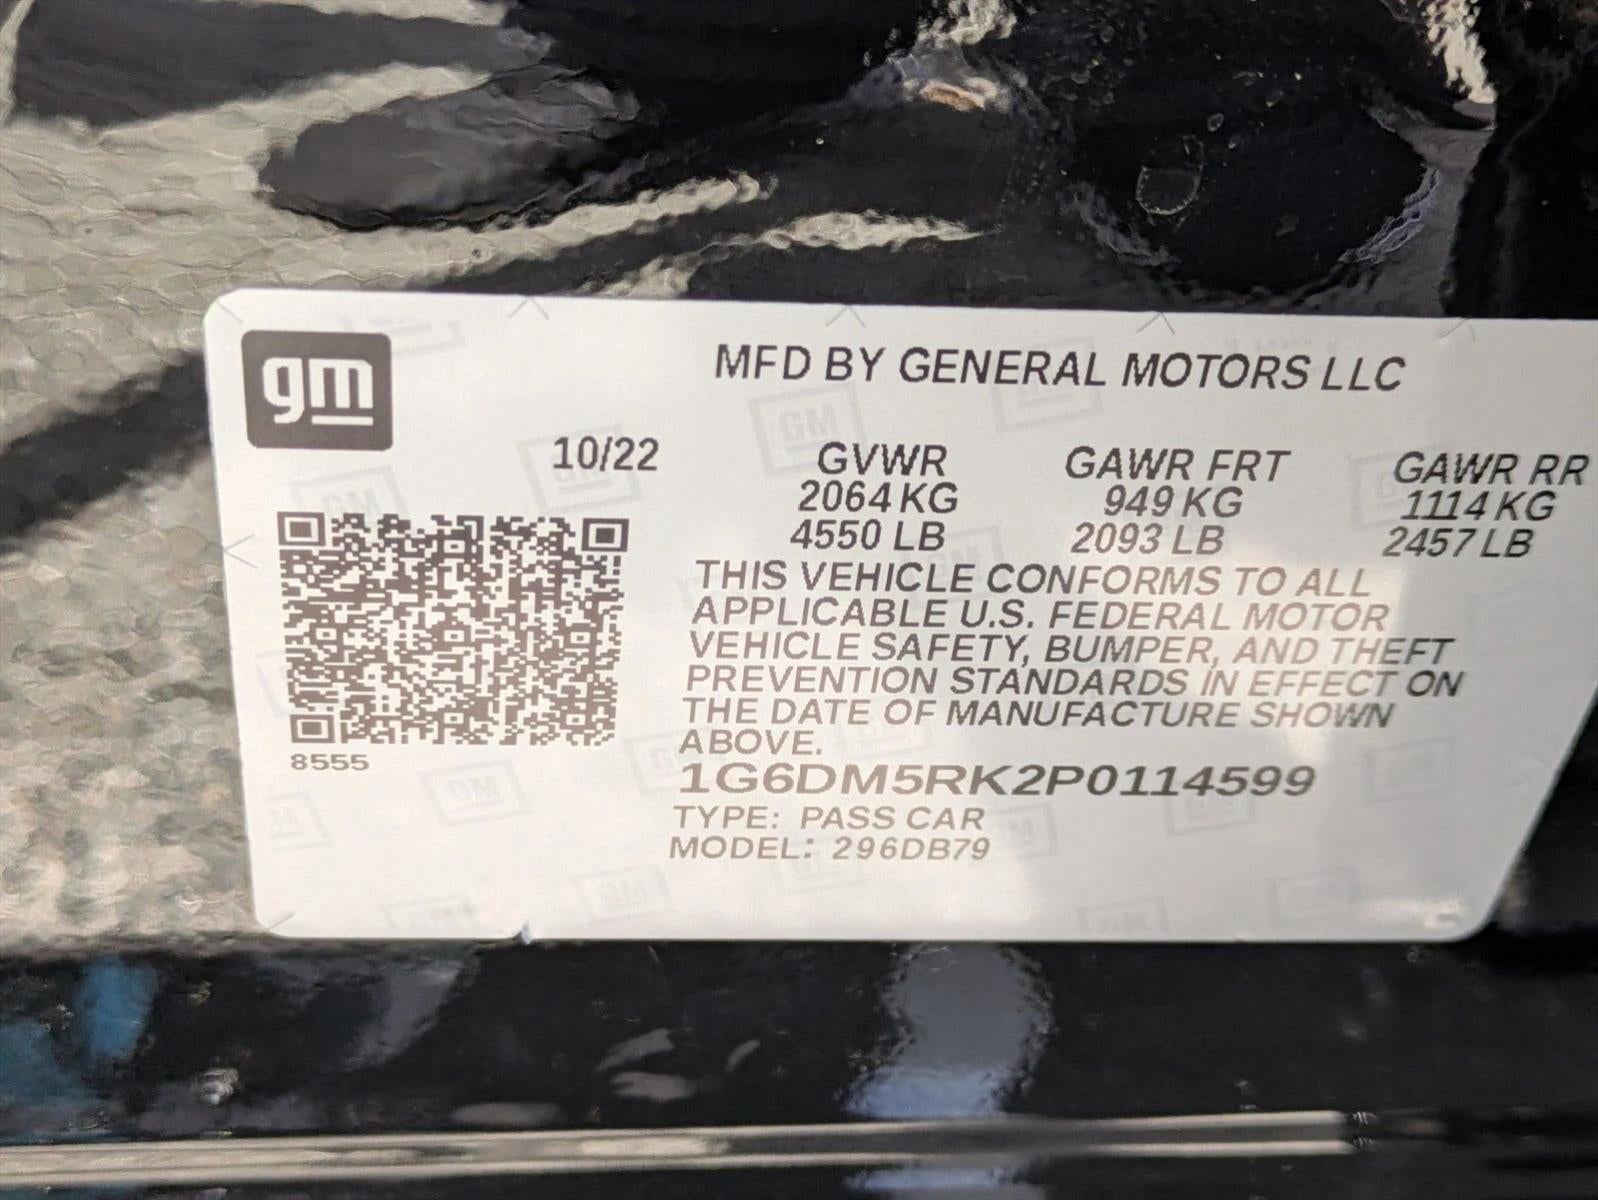 gm
MFD BY GENERAL MOTORS LLC
10/22
GVWR GAWR FRT GAWR RR
2064 KG 949 KG 1114 KG
4550 LB 2093 LB 2457 LB
THIS VEHICLE CONFORMS TO ALL
APPLICABLE U.S. FEDERAL MOTOR
VEHICLE SAFETY, BUMPER, AND THEFT
PREVENTION STANDARDS IN EFFECT ON
THE DATE OF MANUFACTURE SHOWN
ABOVE.
8555
1G6DM5RK2P0114599
TYPE: PASS CAR
MODEL: 296DB79